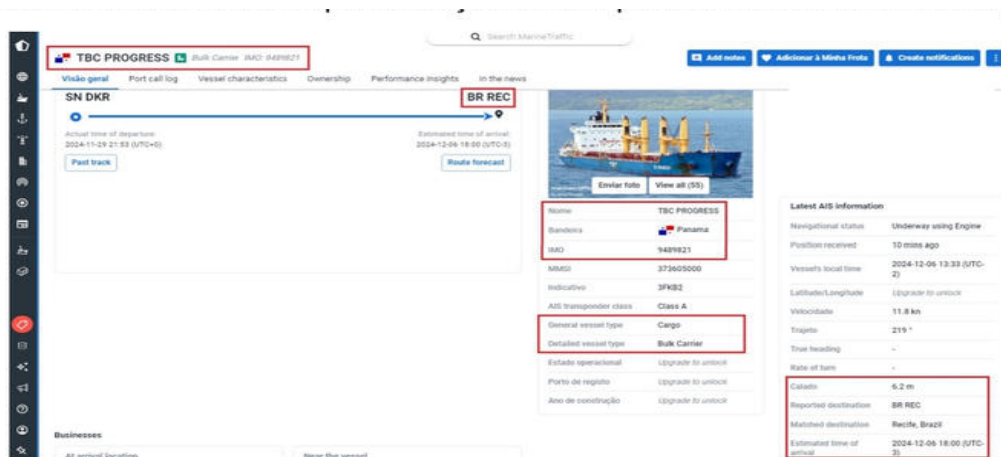 Search MarineTraffic
TBC PROGRESS Bulk Carrier IMO: 9489821
Add notes
Adicionar à Minha Frota
Create notifications
Visão geral Port call log Vessel characteristics Ownership Performance insights In the news
SN DKR
BR REC
Actual time of departure:
2024-11-29 21:53 (UTC+0)
Estimated time of arrival:
2024-12-06 18:00 (UTC-3)
Past track
Route forecast
Enviar foto View all (55)
Nome TBC PROGRESS
Bandeira Panama
IMO 9489821
MMSI 373605000
Indicativo 3FKB2
AIS transponder class Class A
General vessel type Cargo
Detailed vessel type Bulk Carrier
Estado operacional Upgrade to unlock
Porto de registo Upgrade to unlock
Ano de construção Upgrade to unlock
Latest AIS information
Navigational status Underway using Engine
Position received 10 mins ago
Vessel's local time 2024-12-06 13:33 (UTC-
2)
Latitude/Longitude Upgrade to unlock
Velocidade 11.8 kn
Trajeto 219 °
True heading -
Rate of turn -
Calado 6.2 m
Reported destination BR REC
Matched destination Recife, Brazil
Estimated time of 2024-12-06 18:00 (UTC-
arrival 3)
Businesses
At arrival location
Near the vessel